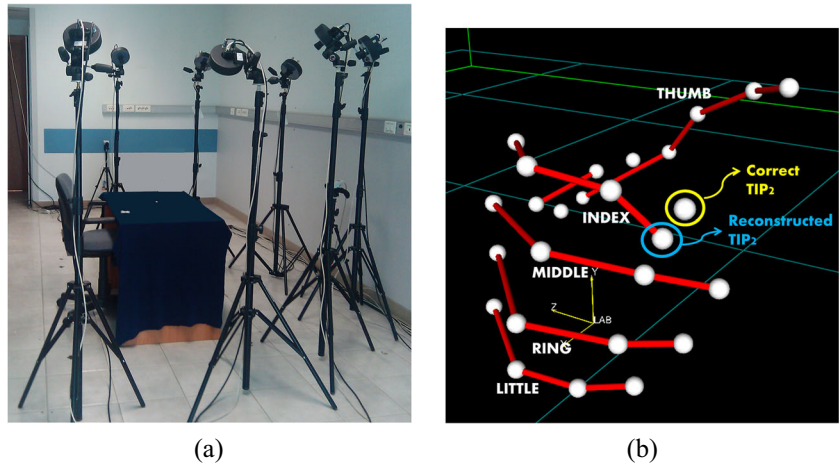 THUMB
Correct
TIP₂
INDEX
Reconstructed
TIP₂
MIDDLE
Y
Z
LAB
X
RING
LITTLE
(a)
(b)